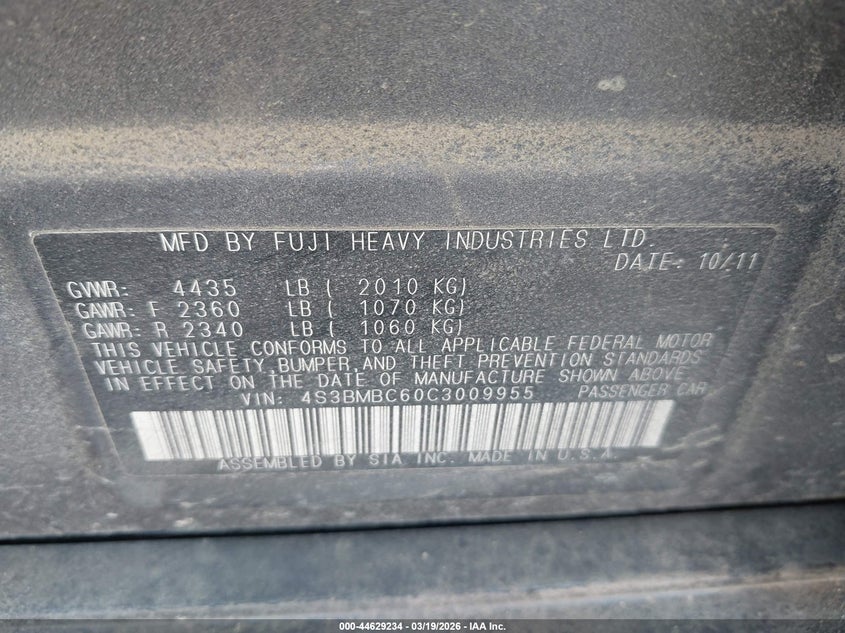 MFD BY FUJI HEAVY INDUSTRIES LTD.
DATE: 10/11
GVWR: 4435 LB ( 2010 KG)
GAWR: F 2360 LB ( 1070 KG)
GAWR: R 2340 LB ( 1060 KG)
THIS VEHICLE CONFORMS TO ALL APPLICABLE FEDERAL MOTOR
VEHICLE SAFETY, BUMPER, AND THEFT PREVENTION STANDARDS
IN EFFECT ON THE DATE OF MANUFACTURE SHOWN ABOVE
VIN: 4S3BMBC60C3009955 PASSENGER CAR
ASSEMBLED BY SIA INC. MADE IN U.S.A.
000-44629234 — 03/19/2026 — IAA Inc.